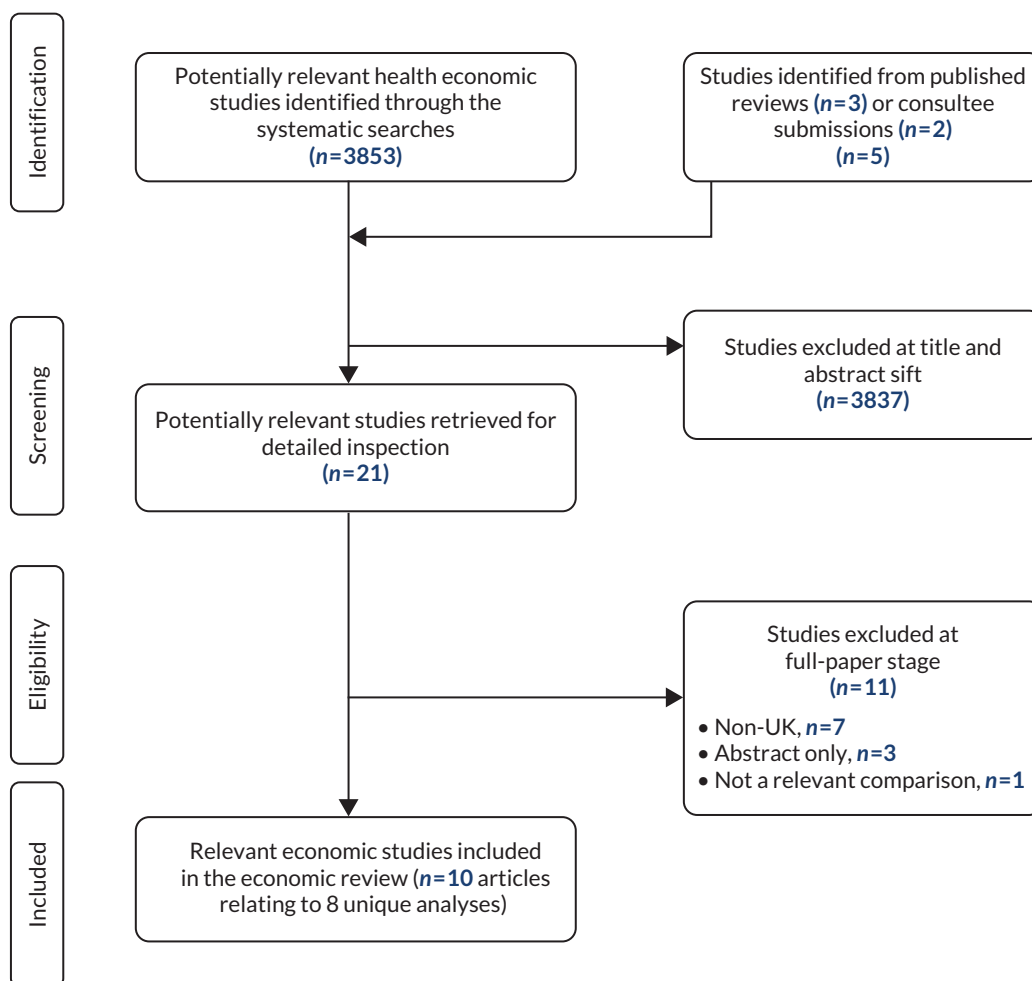 Identification
Potentially relevant health economic
studies identified through the
systematic searches
(n=3853)
Studies identified from published
reviews (n=3) or consultee
submissions (n=2)
(n=5)
Screening
Studies excluded at title and
abstract sift
(n=3837)
Potentially relevant studies retrieved for
detailed inspection
(n=21)
Eligibility
Studies excluded at
full-paper stage
(n=11)
• Non-UK, n=7
• Abstract only, n=3
• Not a relevant comparison, n=1
Included
Relevant economic studies included
in the economic review (n=10 articles
relating to 8 unique analyses)